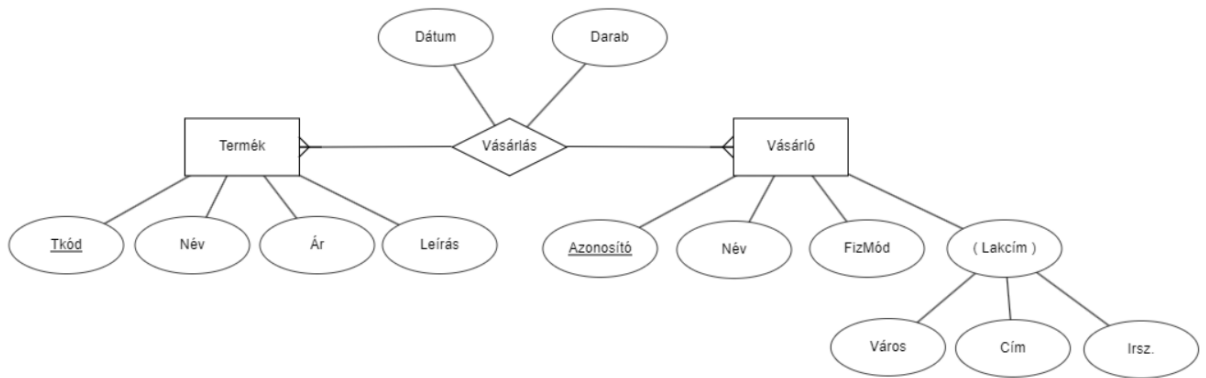 Dátum
Darab
Termék
Vásárlás
Vásárló
Tkód
Név
Ár
Leírás
Azonosító
Név
FizMód
( Lakcím )
Város
Cím
Irsz.